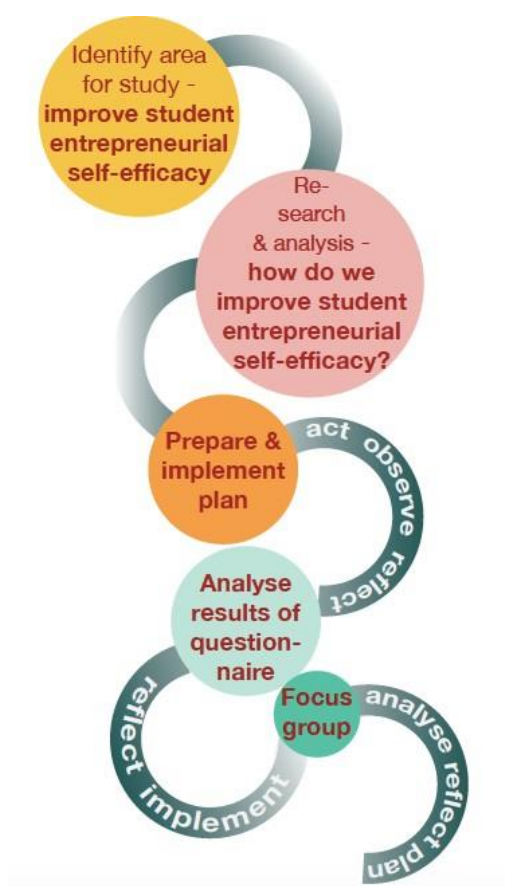 Identify area
for study -
improve student
entrepreneurial
self-efficacy
Re-
search
& analysis -
how do we
improve student
entrepreneurial
self-efficacy?
Prepare &
implement
plan
act observe reflect
Analyse
results of
question-
naire
reflect implement
Focus
group
analyse reflect plan